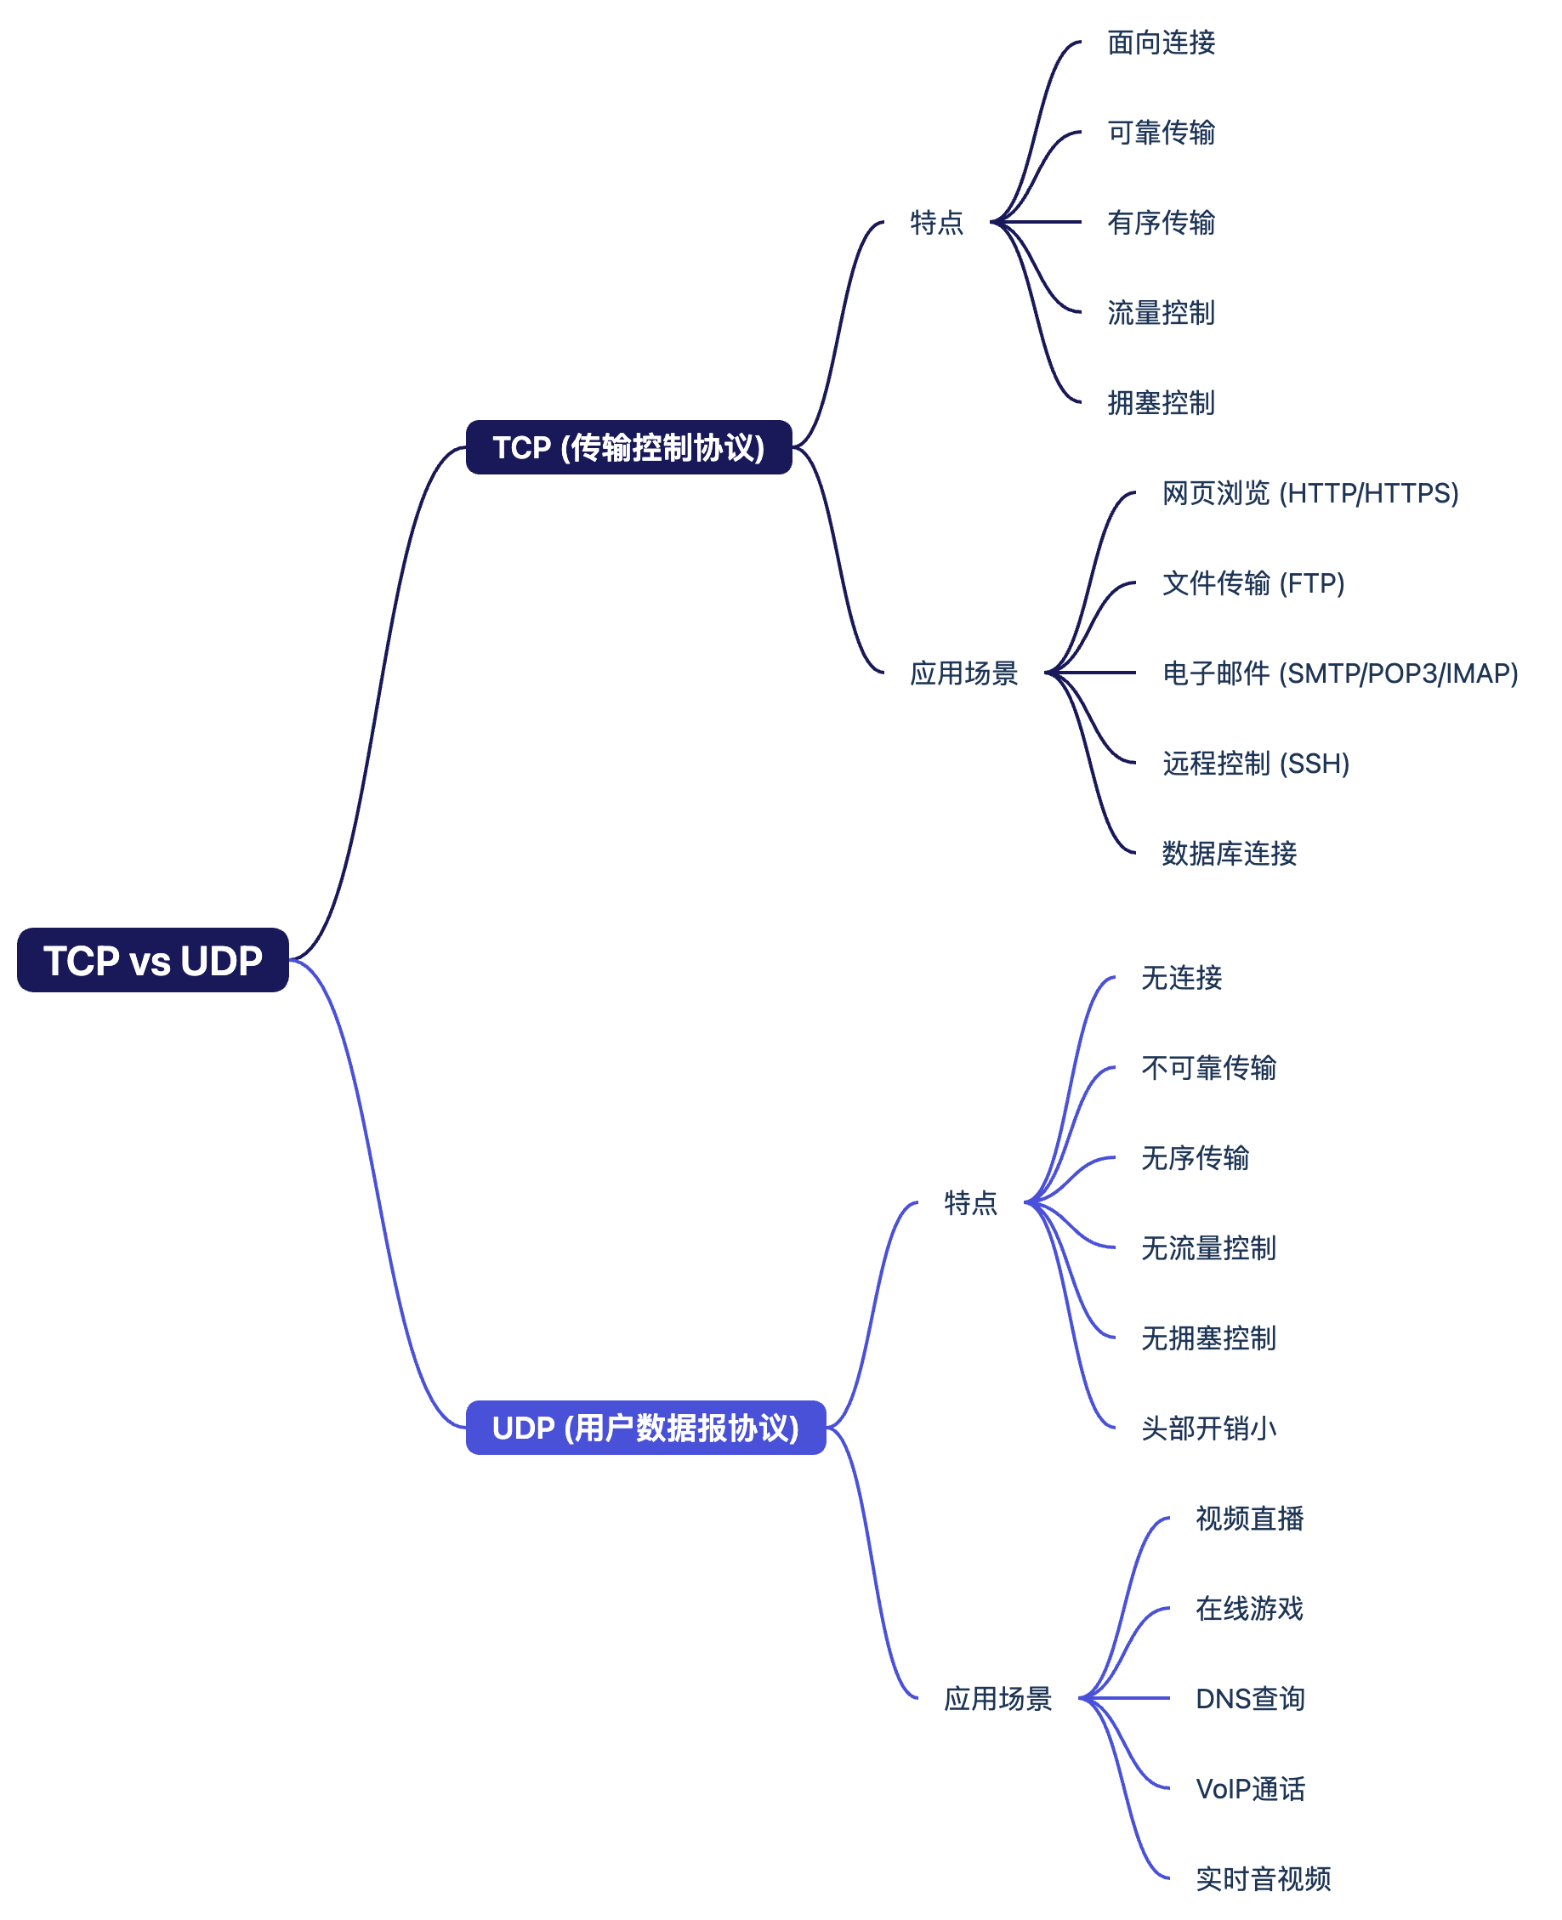 TCP vs UDP
TCP (传输控制协议)
特点
面向连接
可靠传输
有序传输
流量控制
拥塞控制
应用场景
网页浏览 (HTTP/HTTPS)
文件传输 (FTP)
电子邮件 (SMTP/POP3/IMAP)
远程控制 (SSH)
数据库连接
UDP (用户数据报协议)
特点
无连接
不可靠传输
无序传输
无流量控制
无拥塞控制
头部开销小
应用场景
视频直播
在线游戏
DNS查询
VoIP通话
实时音视频